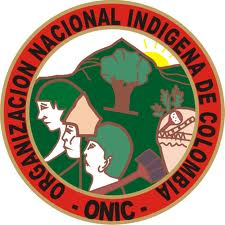 ORGANIZACION NACIONAL INDIGENA DE COLOMBIA
- ONIC -